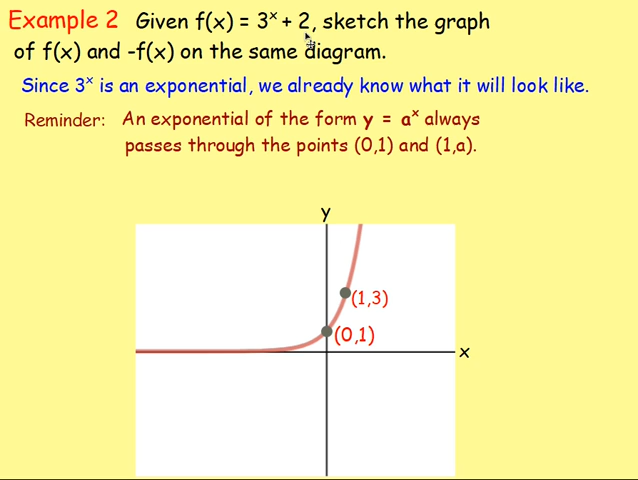 Example 2 Given f(x) = 3ˣ + 2, sketch the graph
of f(x) and -f(x) on the same diagram.
Since 3ˣ is an exponential, we already know what it will look like.
Reminder: An exponential of the form y = aˣ always
passes through the points (0,1) and (1,a).
y
(1,3)
(0,1)
x